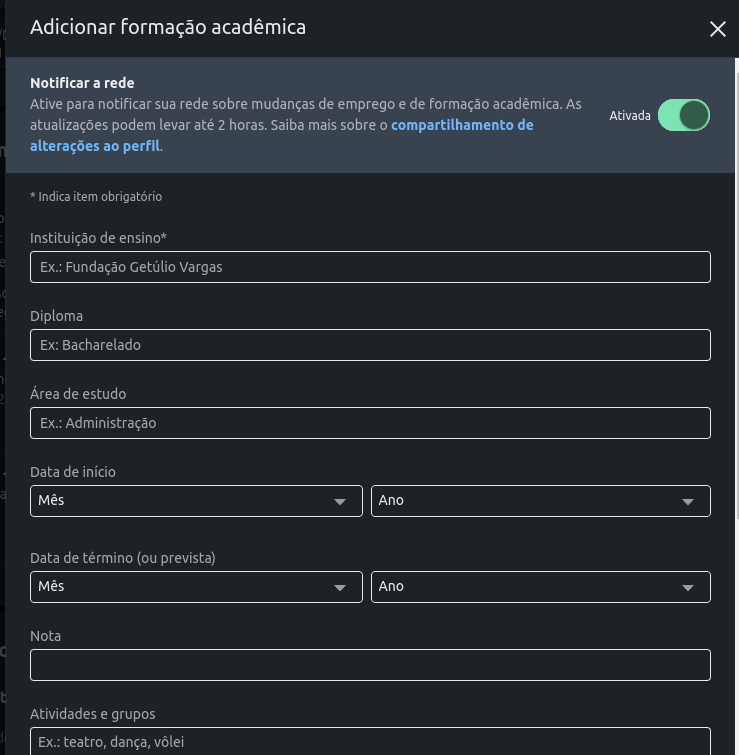 Adicionar formação acadêmica
Notificar a rede
Ative para notificar sua rede sobre mudanças de emprego e de formação acadêmica. As
atualizações podem levar até 2 horas. Saiba mais sobre o compartilhamento de
alterações ao perfil.
Ativada
* Indica item obrigatório
Instituição de ensino*
Ex.: Fundação Getúlio Vargas
Diploma
Ex: Bacharelado
Área de estudo
Ex.: Administração
Data de início
Mês Ano
Data de término (ou prevista)
Mês Ano
Nota
Atividades e grupos
Ex.: teatro, dança, vôlei